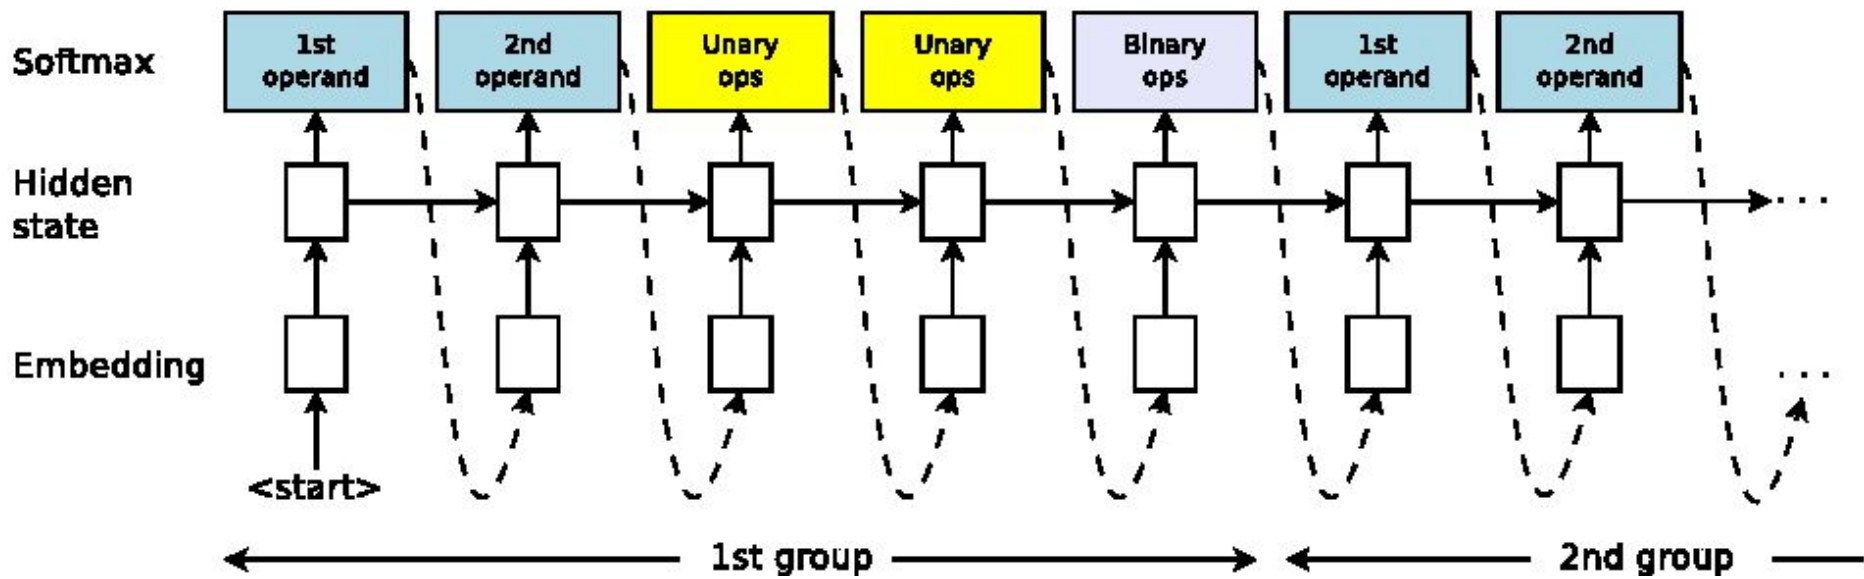 Softmax
1st
operand
2nd
operand
Unary
ops
Unary
ops
Binary
ops
1st
operand
2nd
operand
Hidden
state
. . .
Embedding
. . .
<start>
1st group
2nd group